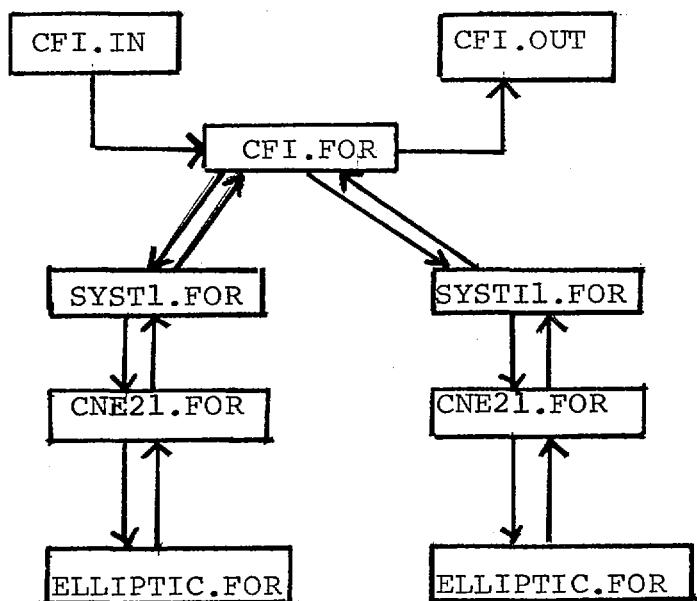 CFI.IN
CFI.OUT
CFI.FOR
SYST1.FOR
SYSTI1.FOR
CNE21.FOR
CNE21.FOR
ELLIPTIC.FOR
ELLIPTIC.FOR